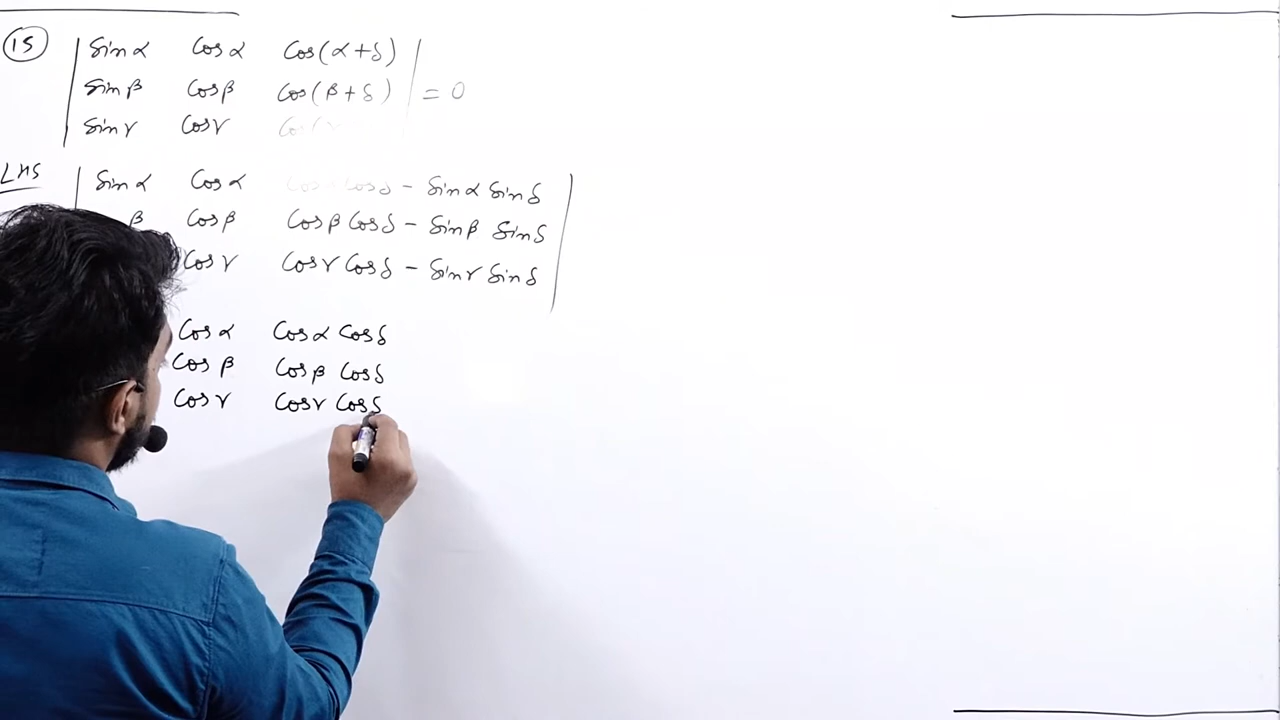 15 | sin α cos α cos(α + δ) |
| sin β cos β cos(β + δ) | = 0
| sin γ cos γ
LHS | sin α cos α cos δ - sin α sin δ |
β cos β cos β cos δ - sin β sin δ
cos γ cos γ cos δ - sin γ sin δ
cos α cos α cos δ
cos β cos β cos δ
cos γ cos γ cos δ